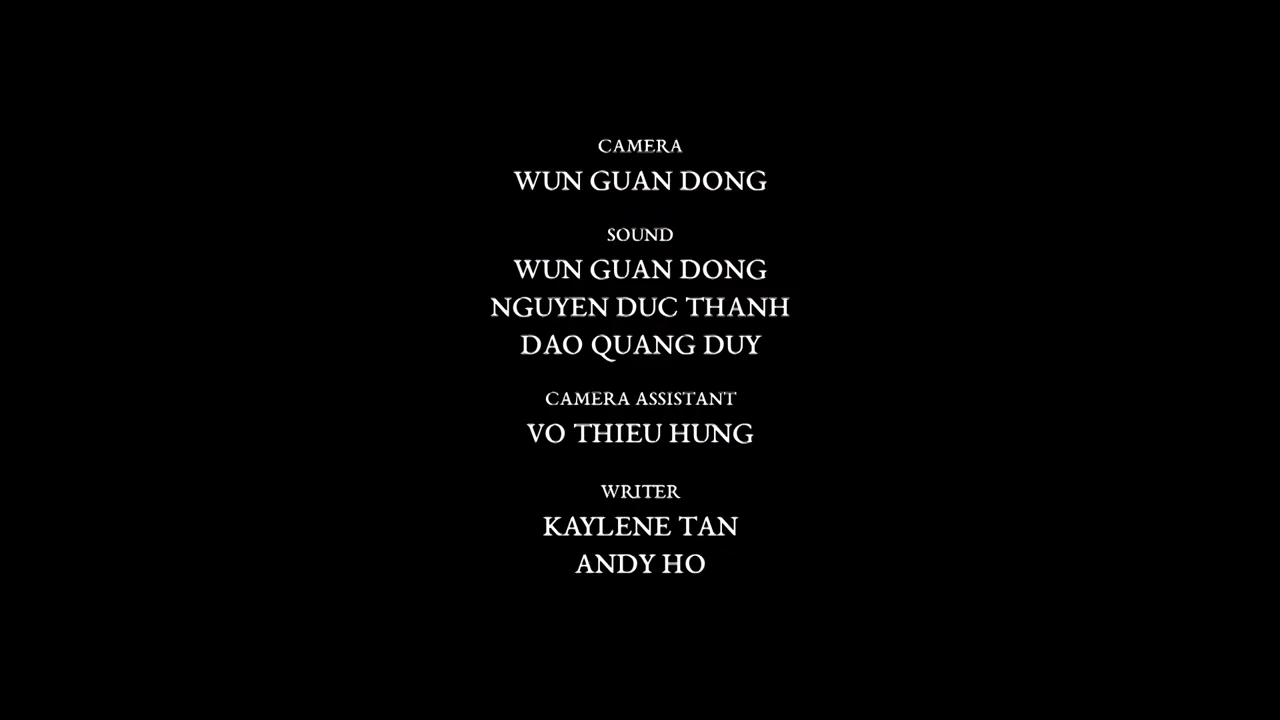 CAMERA
WUN GUAN DONG
SOUND
WUN GUAN DONG
NGUYEN DUC THANH
DAO QUANG DUY
CAMERA ASSISTANT
VO THIEU HUNG
WRITER
KAYLENE TAN
ANDY HO